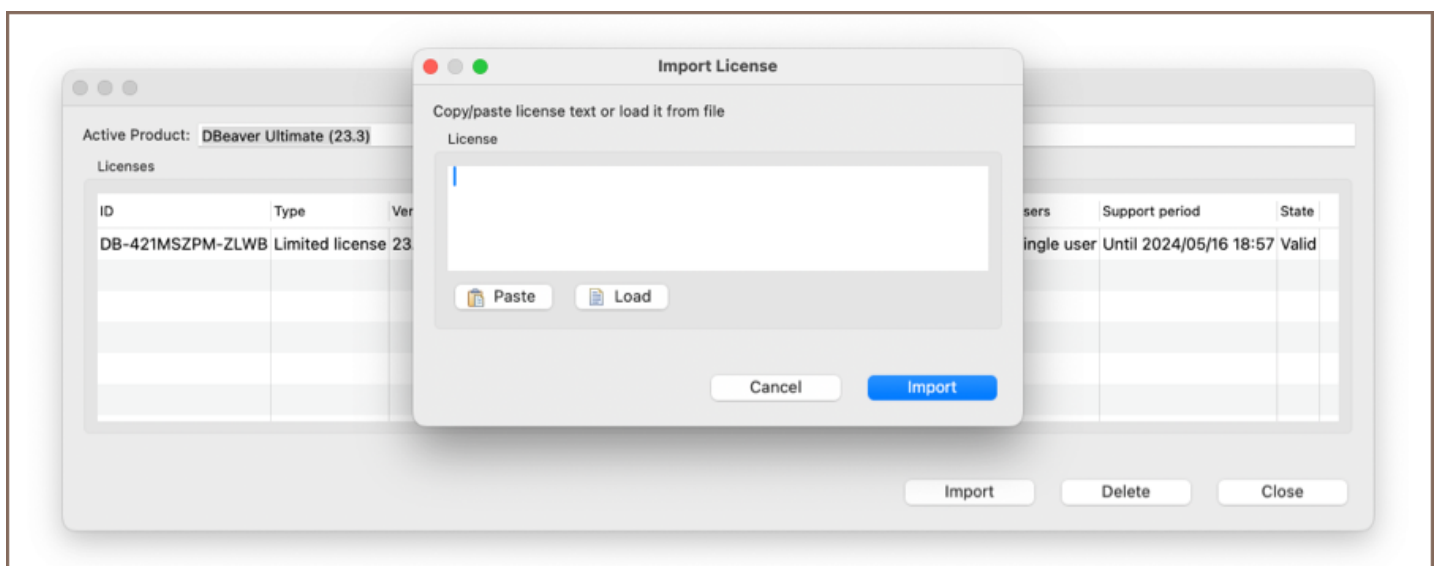 Import License
Copy/paste license text or load it from file
License
Paste Load
Cancel Import
Active Product: DBeaver Ultimate (23.3)
Licenses
ID Type Ver sers Support period State
DB-421MSZPM-ZLWB Limited license 23. ingle user Until 2024/05/16 18:57 Valid
Import Delete Close